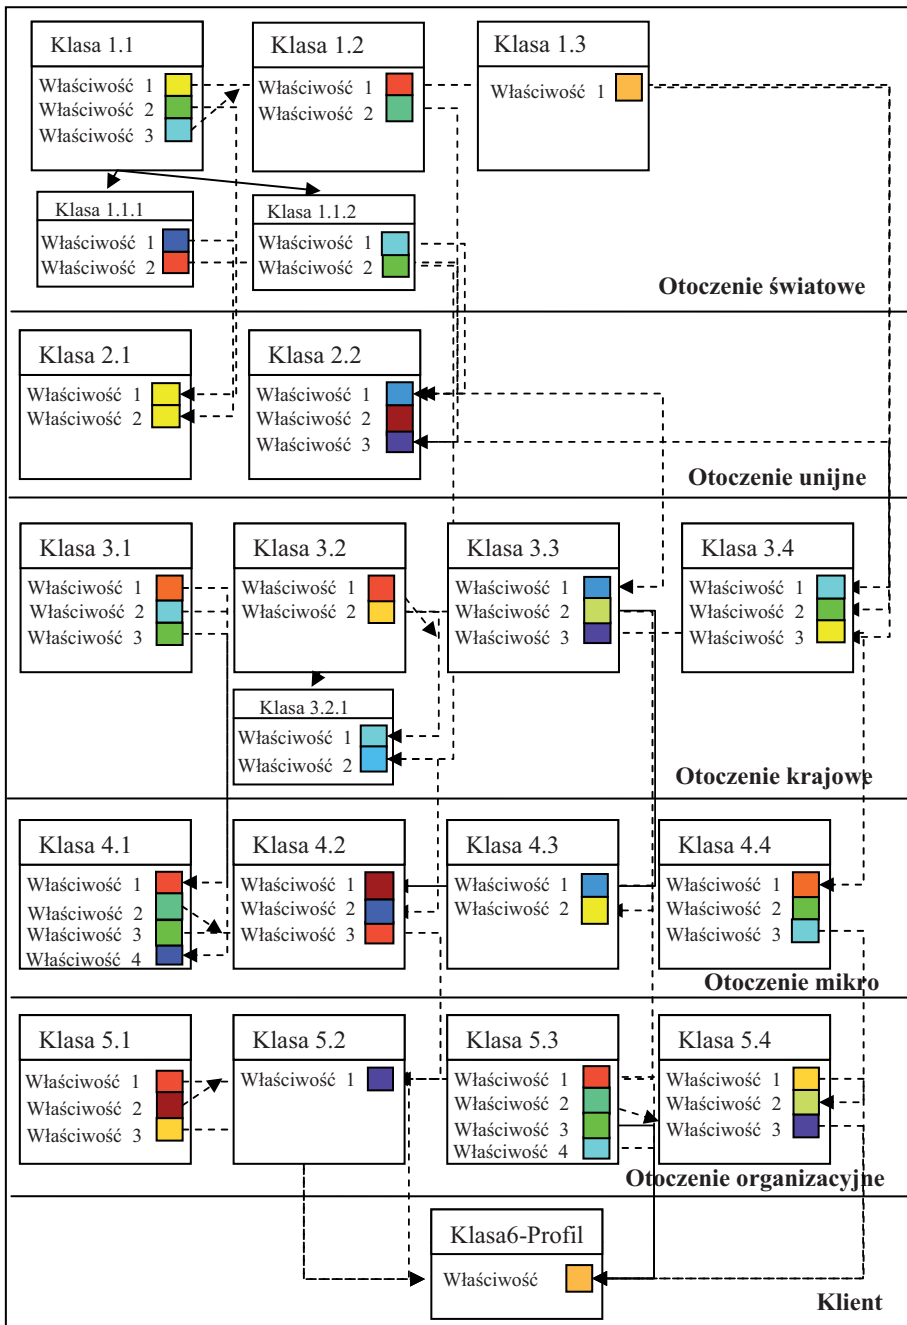 Klasa 1.1
Właściwość 1
Właściwość 2
Właściwość 3
Klasa 1.2
Właściwość 1
Właściwość 2
Klasa 1.3
Właściwość 1
Klasa 1.1.1
Właściwość 1
Właściwość 2
Klasa 1.1.2
Właściwość 1
Właściwość 2
Otoczenie światowe
Klasa 2.1
Właściwość 1
Właściwość 2
Klasa 2.2
Właściwość 1
Właściwość 2
Właściwość 3
Otoczenie unijne
Klasa 3.1
Właściwość 1
Właściwość 2
Właściwość 3
Klasa 3.2
Właściwość 1
Właściwość 2
Klasa 3.3
Właściwość 1
Właściwość 2
Właściwość 3
Klasa 3.4
Właściwość 1
Właściwość 2
Właściwość 3
Klasa 3.2.1
Właściwość 1
Właściwość 2
Otoczenie krajowe
Klasa 4.1
Właściwość 1
Właściwość 2
Właściwość 3
Właściwość 4
Klasa 4.2
Właściwość 1
Właściwość 2
Właściwość 3
Klasa 4.3
Właściwość 1
Właściwość 2
Klasa 4.4
Właściwość 1
Właściwość 2
Właściwość 3
Otoczenie mikro
Klasa 5.1
Właściwość 1
Właściwość 2
Właściwość 3
Klasa 5.2
Właściwość 1
Klasa 5.3
Właściwość 1
Właściwość 2
Właściwość 3
Właściwość 4
Klasa 5.4
Właściwość 1
Właściwość 2
Właściwość 3
Otoczenie organizacyjne
Klasa6-Profil
Właściwość
Klient